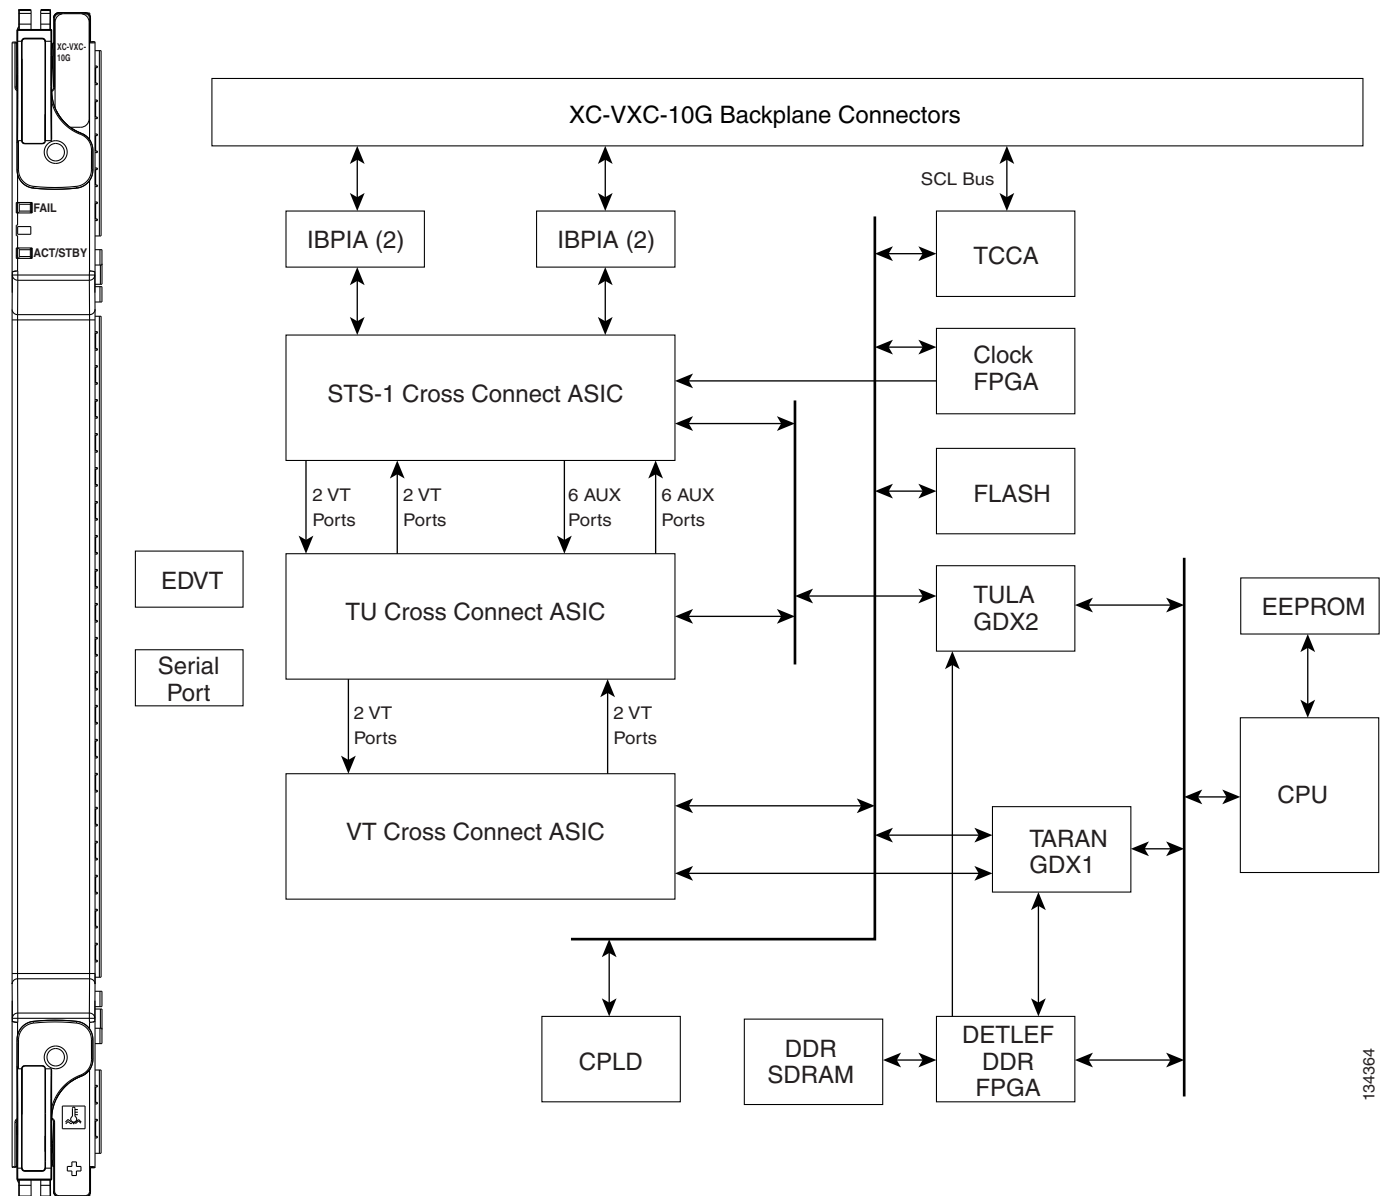 XC-VXC-
10G
FAIL
ACT/STBY
XC-VXC-10G Backplane Connectors
SCL Bus
IBPIA (2)
IBPIA (2)
TCCA
STS-1 Cross Connect ASIC
Clock
FPGA
2 VT
Ports
2 VT
Ports
6 AUX
Ports
6 AUX
Ports
FLASH
EDVT
TU Cross Connect ASIC
TULA
GDX2
EEPROM
Serial
Port
2 VT
Ports
2 VT
Ports
VT Cross Connect ASIC
TARAN
GDX1
CPU
CPLD
DDR
SDRAM
DETLEF
DDR
FPGA
134364